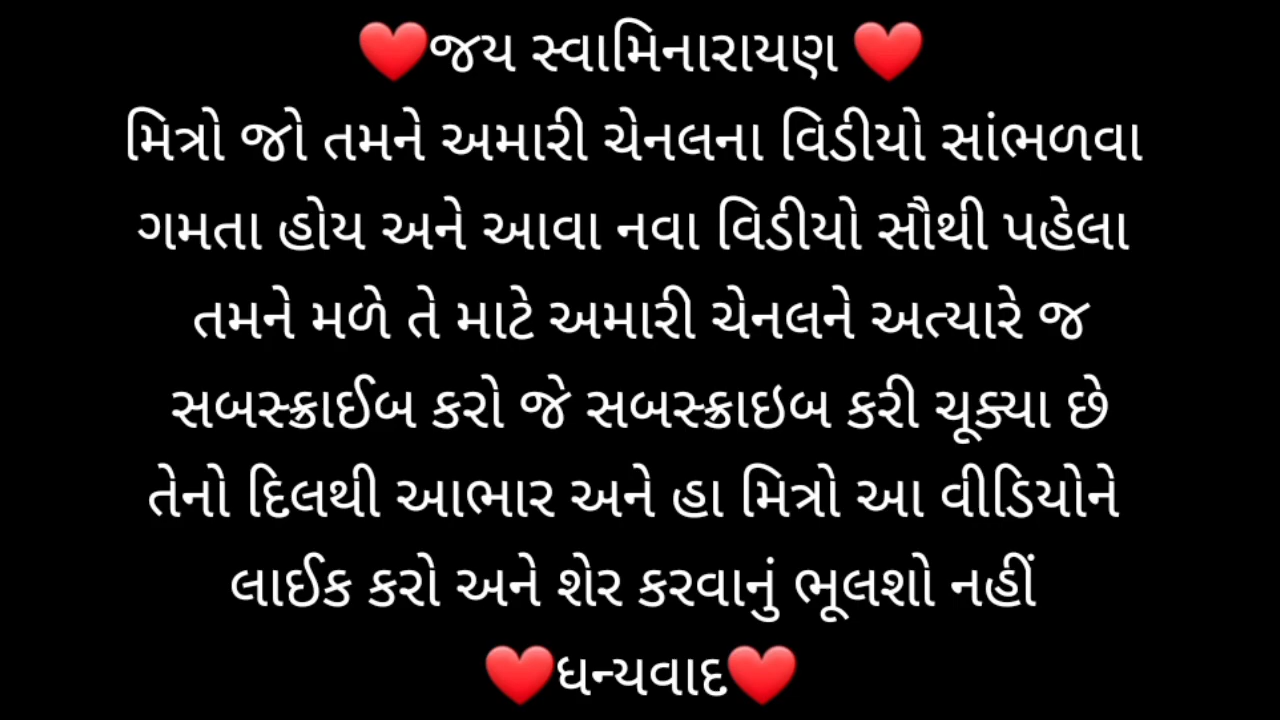 ❤️જય સ્વામિનારાયણ ❤️
મિત્રો જો તમને અમારી ચેનલના વિડીયો સાંભળવા
ગમતા હોય અને આવા નવા વિડીયો સૌથી પહેલા
તમને મળે તે માટે અમારી ચેનલને અત્યારે જ
સબસ્ક્રાઈબ કરો જે સબસ્ક્રાઇબ કરી ચૂક્યા છે
તેનો દિલથી આભાર અને હા મિત્રો આ વીડિયોને
લાઈક કરો અને શેર કરવાનું ભૂલશો નહીં
❤️ધન્યવાદ❤️